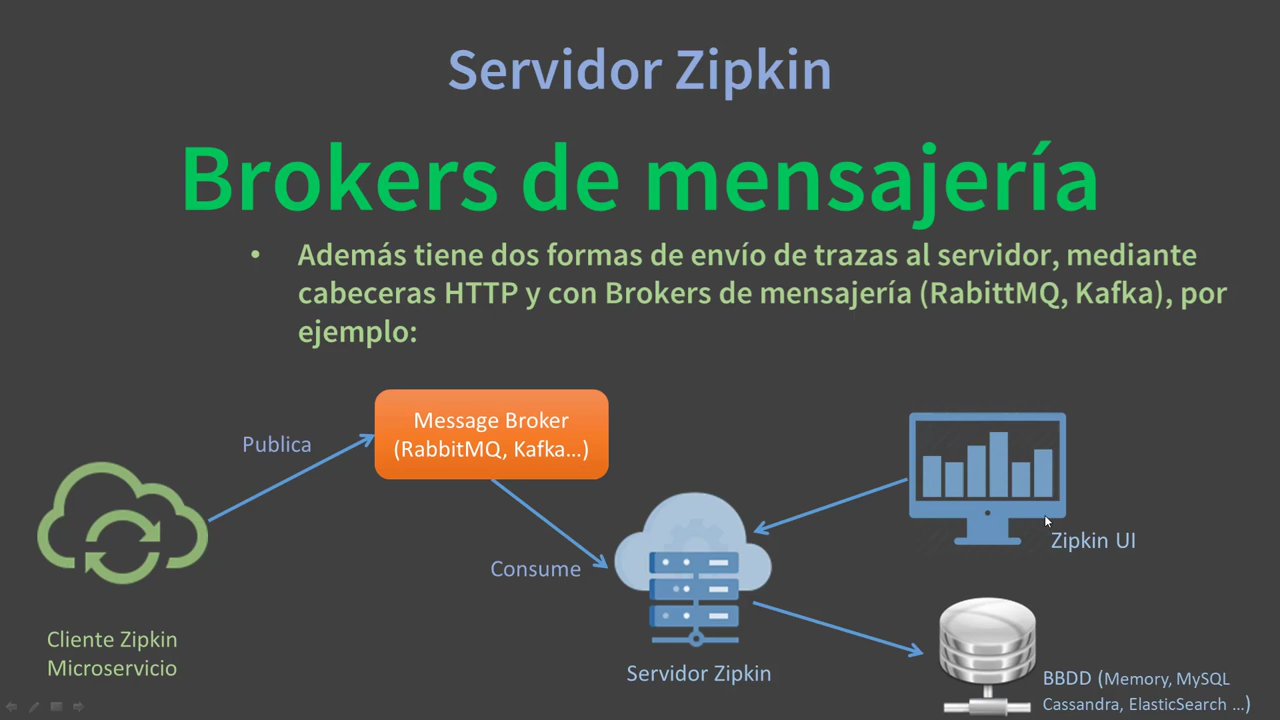 Servidor Zipkin
Brokers de mensajería
• Además tiene dos formas de envío de trazas al servidor, mediante
cabeceras HTTP y con Brokers de mensajería (RabittMQ, Kafka), por
ejemplo:
Message Broker
(RabbitMQ, Kafka...)
Publica
Consume
Zipkin UI
Cliente Zipkin
Microservicio
Servidor Zipkin
BBDD (Memory, MySQL
Cassandra, ElasticSearch ...)